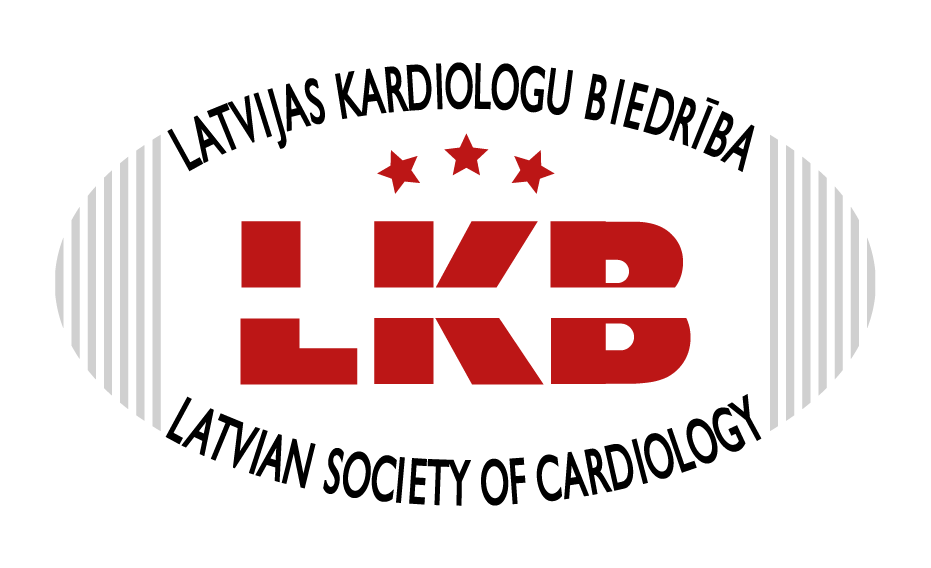 LATVIJAS KARDIOLOGU BIEDRĪBA
LKB
LATVIAN SOCIETY OF CARDIOLOGY